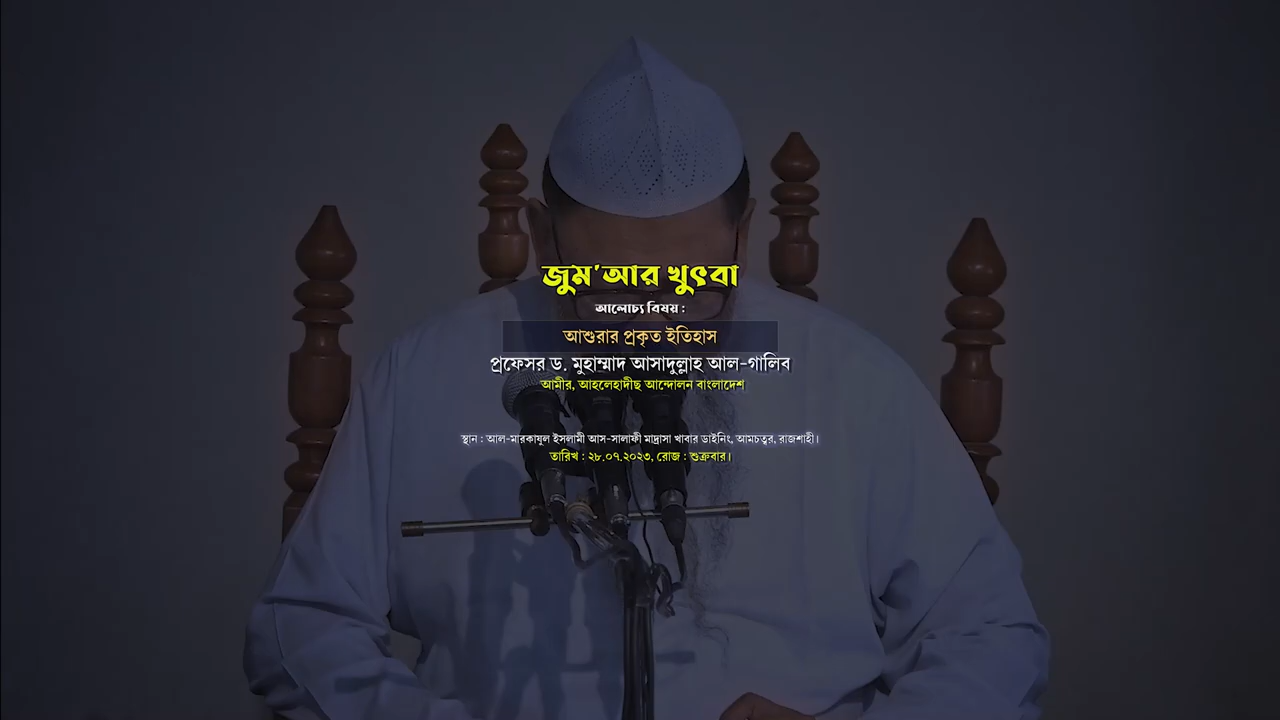 জুম'আর খুৎবা
আলোচ্য বিষয় :
আশুরার প্রকৃত ইতিহাস
প্রফেসর ড. মুহাম্মাদ আসাদুল্লাহ আল-গালিব
আমীর, আহলেহাদীছ আন্দোলন বাংলাদেশ
স্থান : আল-মারকাযুল ইসলামী আস-সালাফী মাদ্রাসা খাবার ডাইনিং, আমচত্বর, রাজশাহী।
তারিখ : ২৮.০৭.২০২৩, রোজ : শুক্রবার।